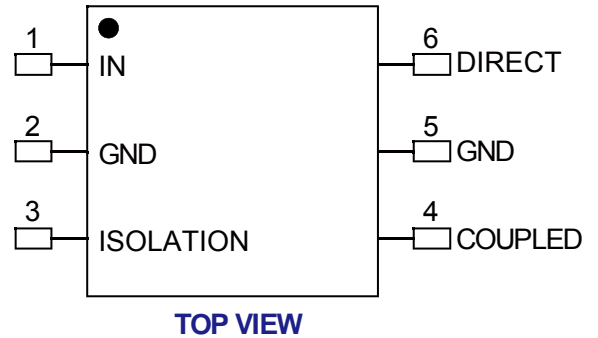 1
IN
6
DIRECT
2
GND
5
GND
3
ISOLATION
4
COUPLED
TOP VIEW